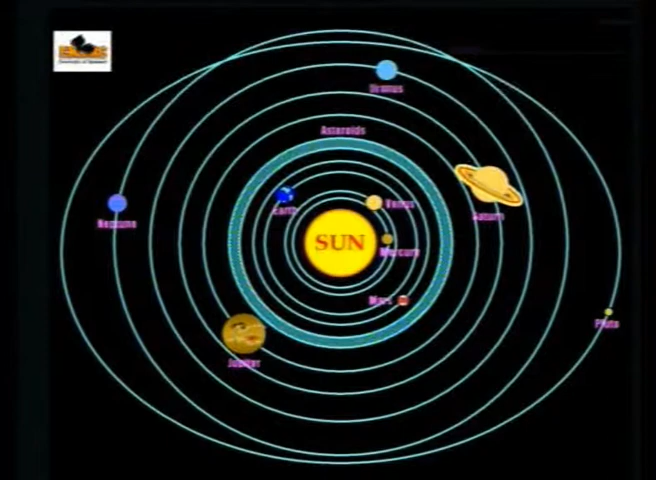 Uranus
Asteroids
Earth
Venus
Saturn
Neptune
SUN
Mercury
Mars
Pluto
Jupiter